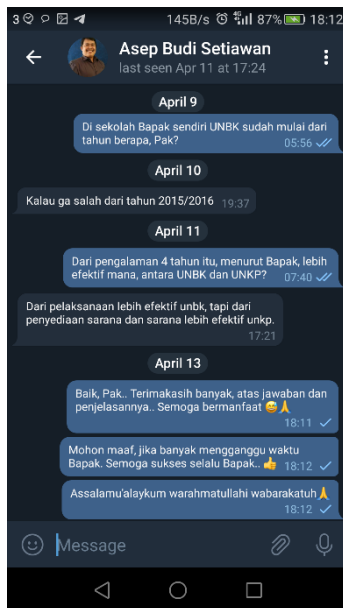 3 145B/s 4G 87% 18:12
Asep Budi Setiawan
last seen Apr 11 at 17:24
April 9
Di sekolah Bapak sendiri UNBK sudah mulai dari
tahun berapa, Pak?
05:56
April 10
Kalau ga salah dari tahun 2015/2016 19:37
April 11
Dari pengalaman 4 tahun itu, menurut Bapak, lebih
efektif mana, antara UNBK dan UNKP? 07:40
Dari pelaksanaan lebih efektif unbk, tapi dari
penyediaan sarana dan sarana lebih efektif unkp.
17:21
April 13
Baik, Pak.. Terimakasih banyak, atas jawaban dan
penjelasannya.. Semoga bermanfaat 😅🙏
18:11
Mohon maaf, jika banyak mengganggu waktu
Bapak. Semoga sukses selalu Bapak.. 👍 18:12
Assalamu'alaykum warahmatullahi wabarakatuh🙏
18:12
Message